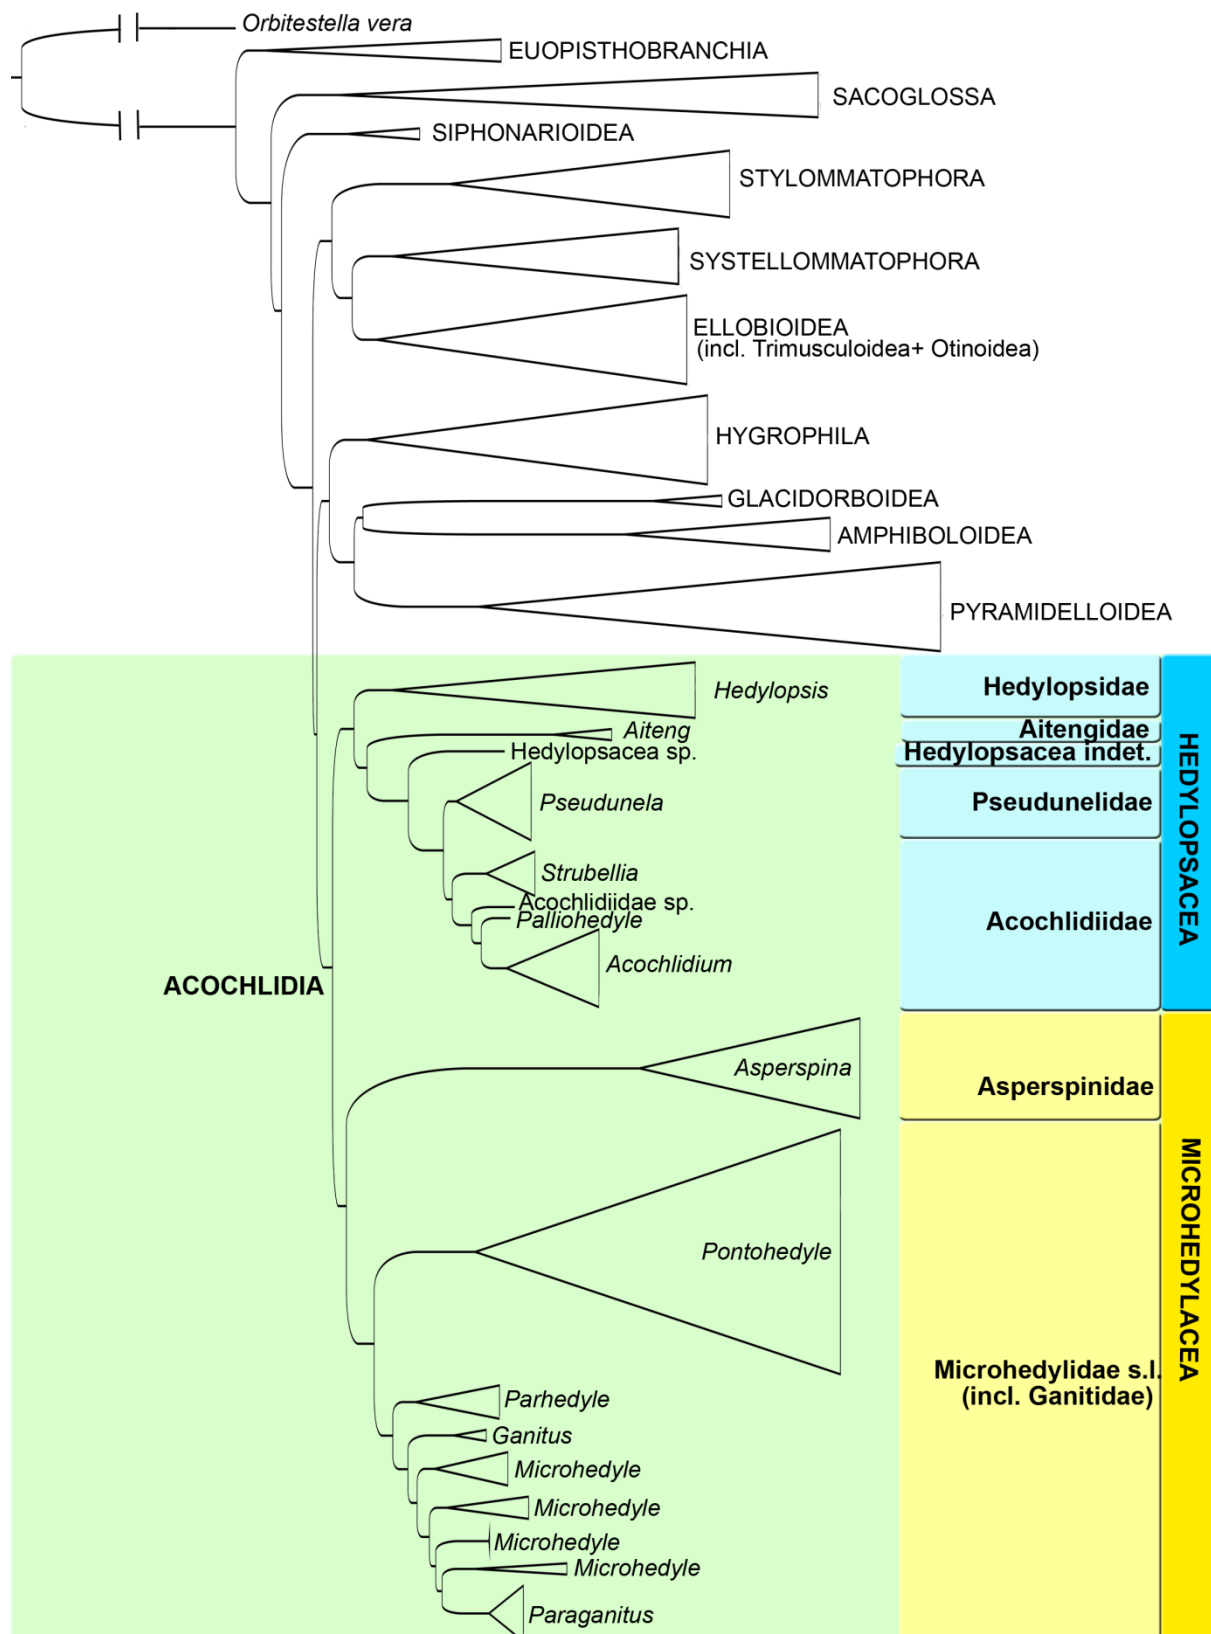 Orbitestella vera
EUOPISTHOBRANCHIA
SACOGLOSSA
SIPHONARIOIDEA
STYLOMMATOPHORA
SYSTELLOMMATOPHORA
ELLOBIOIDEA
(incl. Trimusculoidea+ Otinoidea)
HYGROPHILA
GLACIDORBOIDEA
AMPHIBOLOIDEA
PYRAMIDELLOIDEA
ACOCHLIDIA
Hedylopsis
Aiteng
Hedylopsacea sp.
Pseudunela
Strubellia
Acochlidiidae sp.
Palliohedyle
Acochlidium
Asperspina
Pontohedyle
Parhedyle
Ganitus
Microhedyle
Microhedyle
Microhedyle
Microhedyle
Paraganitus
Hedylopsidae
Aitengidae
Hedylopsacea indet.
Pseudunelidae
Acochlidiidae
Asperspinidae
Microhedylidae s.l.
(incl. Ganitidae)
HEDYLOPSACEA
MICROHEDYLACEA